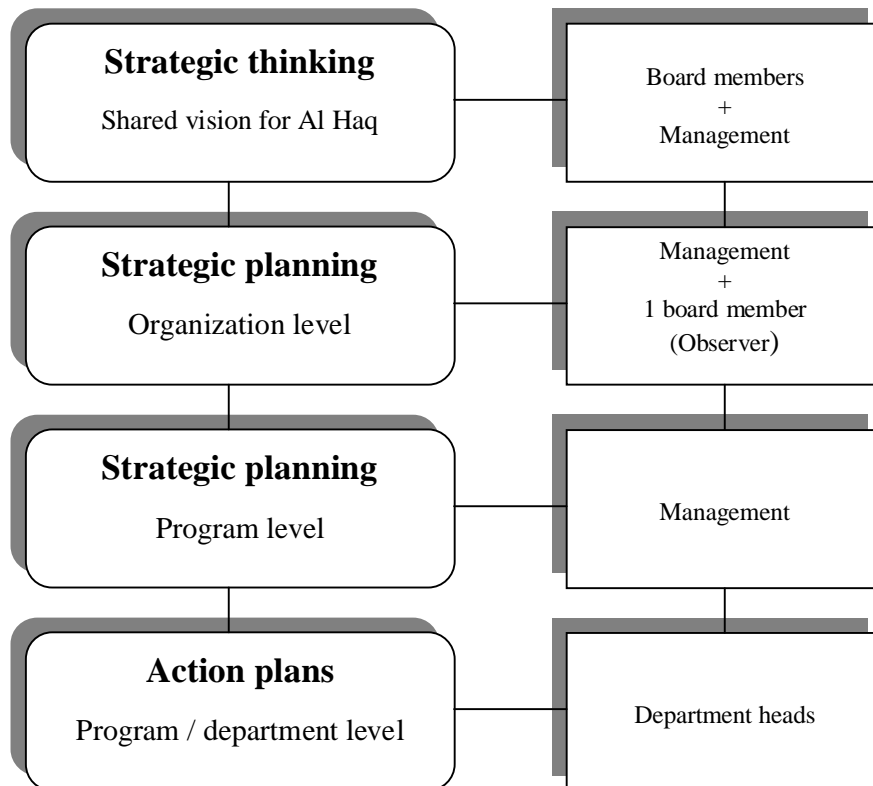 Strategic thinking
Shared vision for Al Haq
Board members
+
Management
Strategic planning
Organization level
Management
+
1 board member
(Observer)
Strategic planning
Program level
Management
Action plans
Program / department level
Department heads